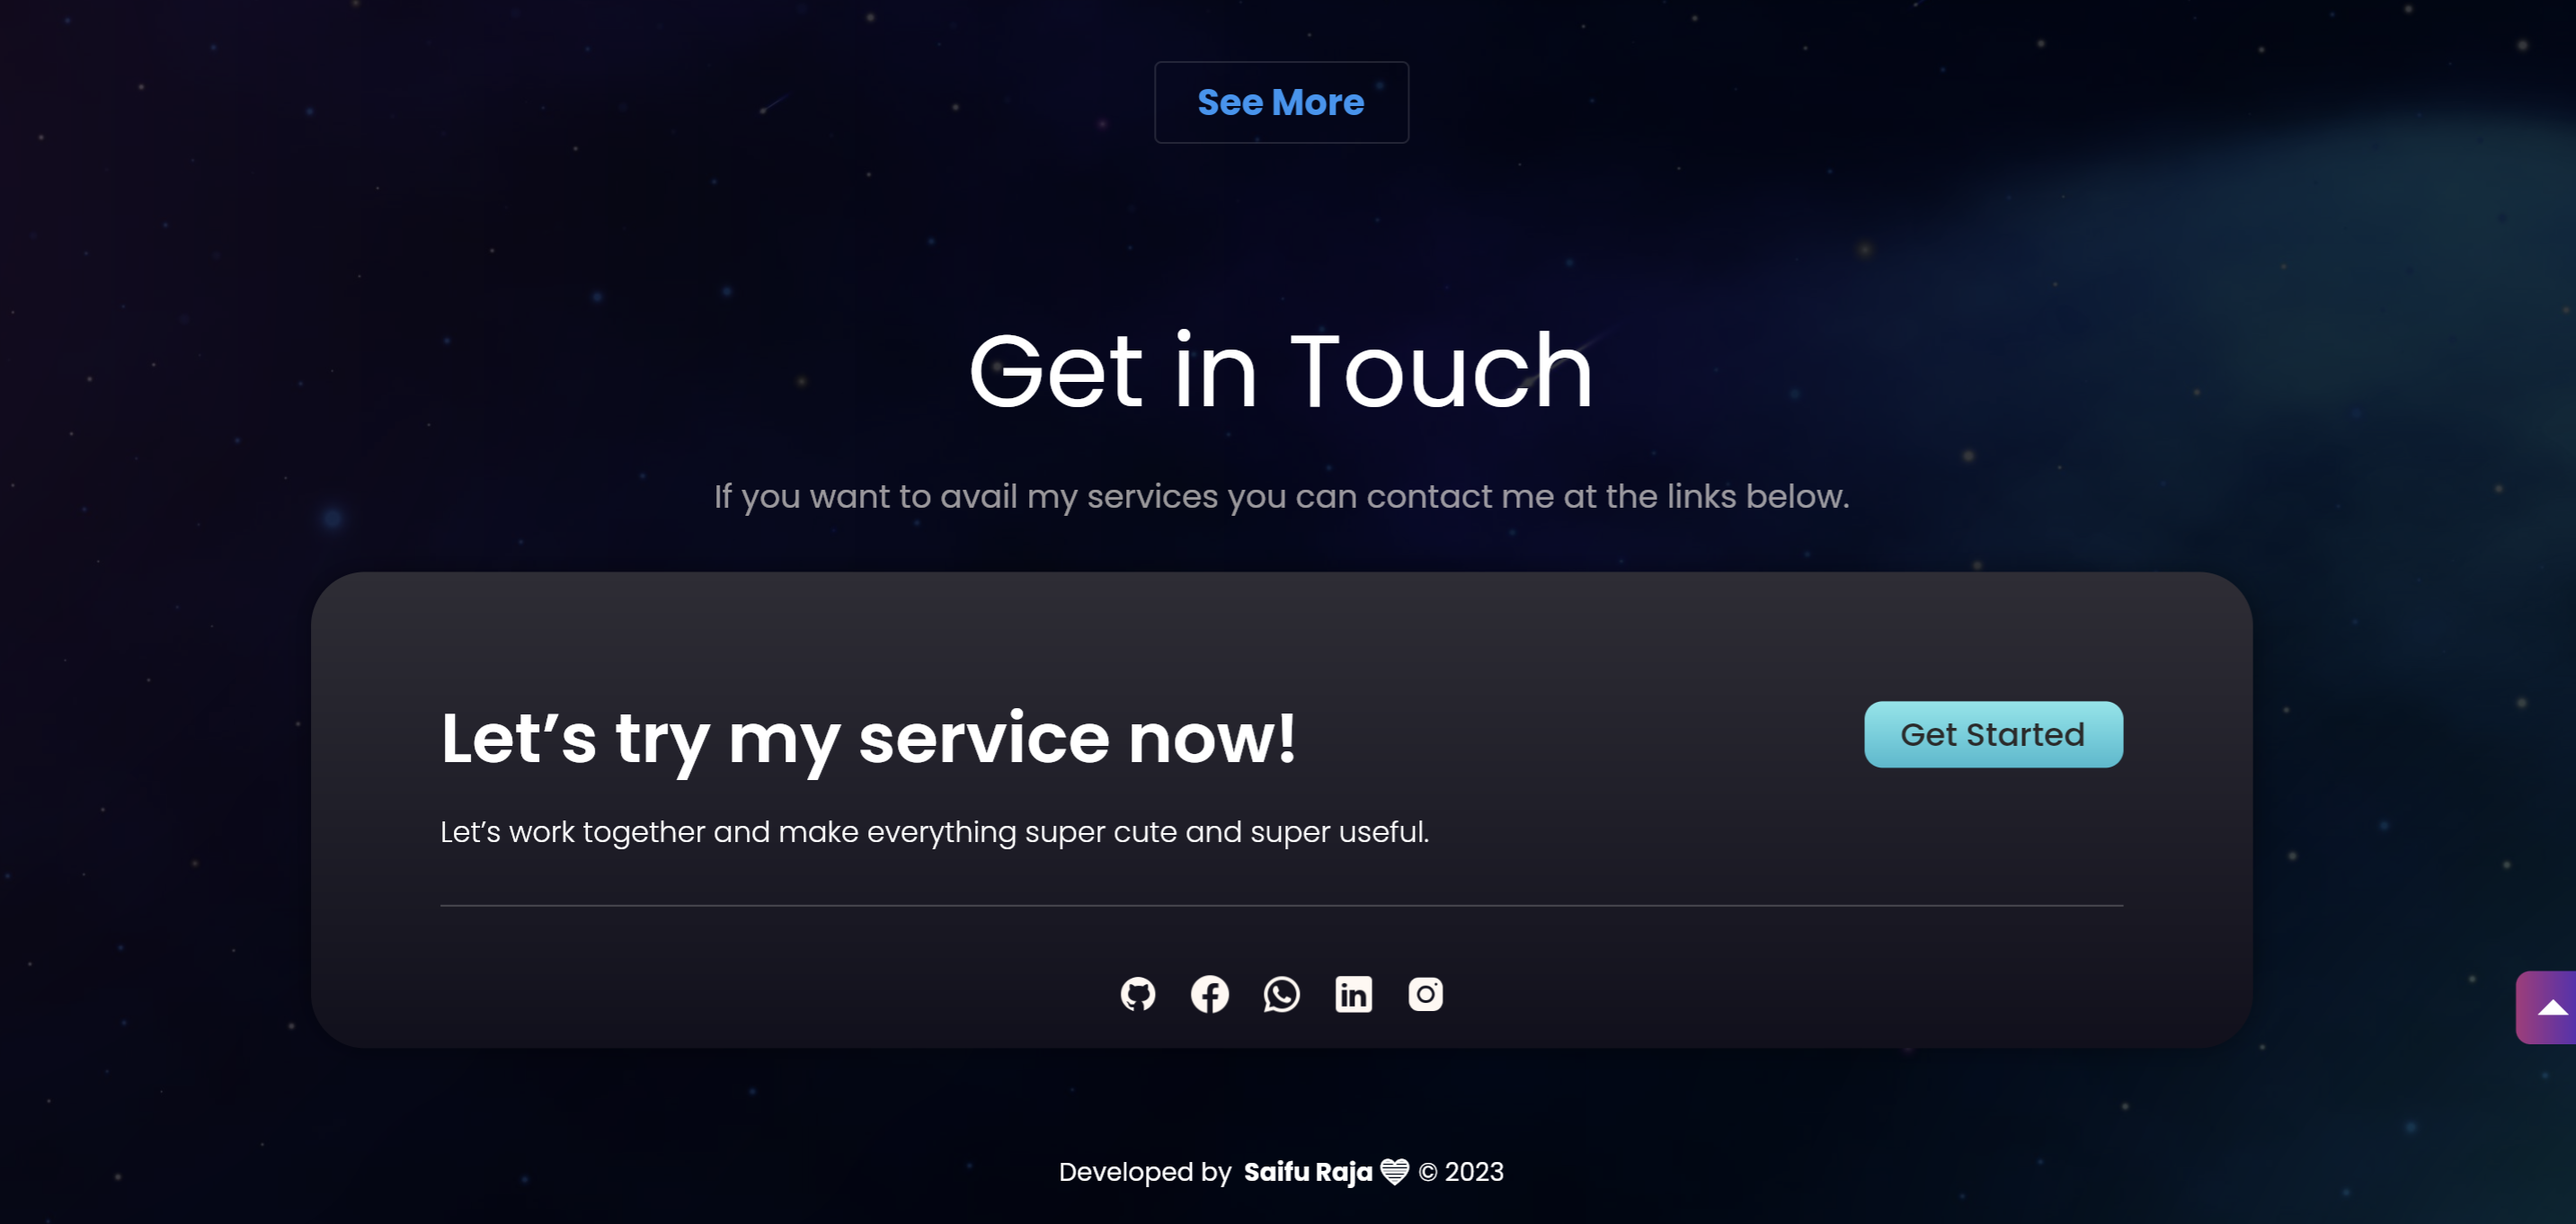 See More
Get in Touch
If you want to avail my services you can contact me at the links below.
Let’s try my service now!
Get Started
Let’s work together and make everything super cute and super useful.
Developed by Saifu Raja © 2023